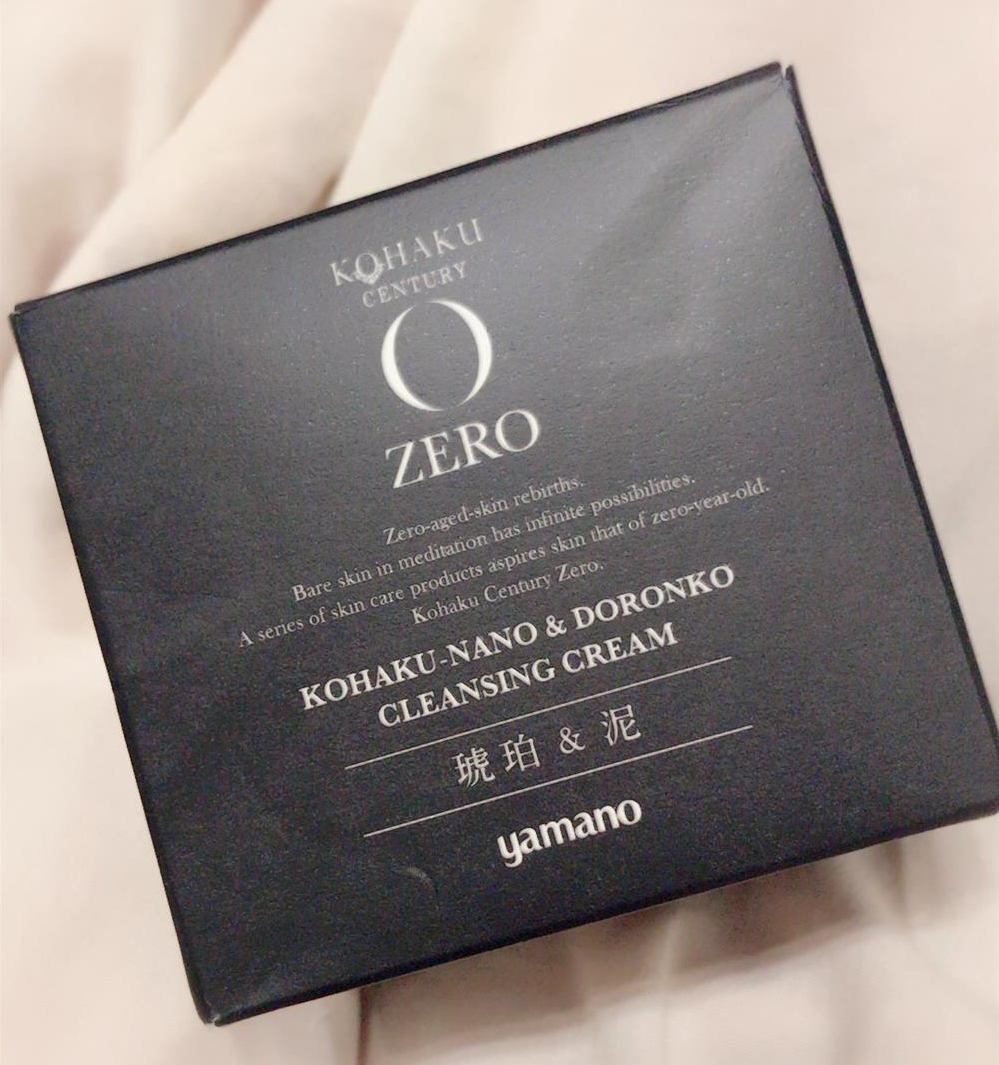 KOHAKU
CENTURY
0
ZERO
Zero-aged-skin rebirths.
Bare skin in meditation has infinite possibilities.
A series of skin care products aspires skin that of zero-year-old.
Kohaku Century Zero.
KOHAKU-NANO & DORONKO
CLEANSING CREAM
琥珀 & 泥
yamano